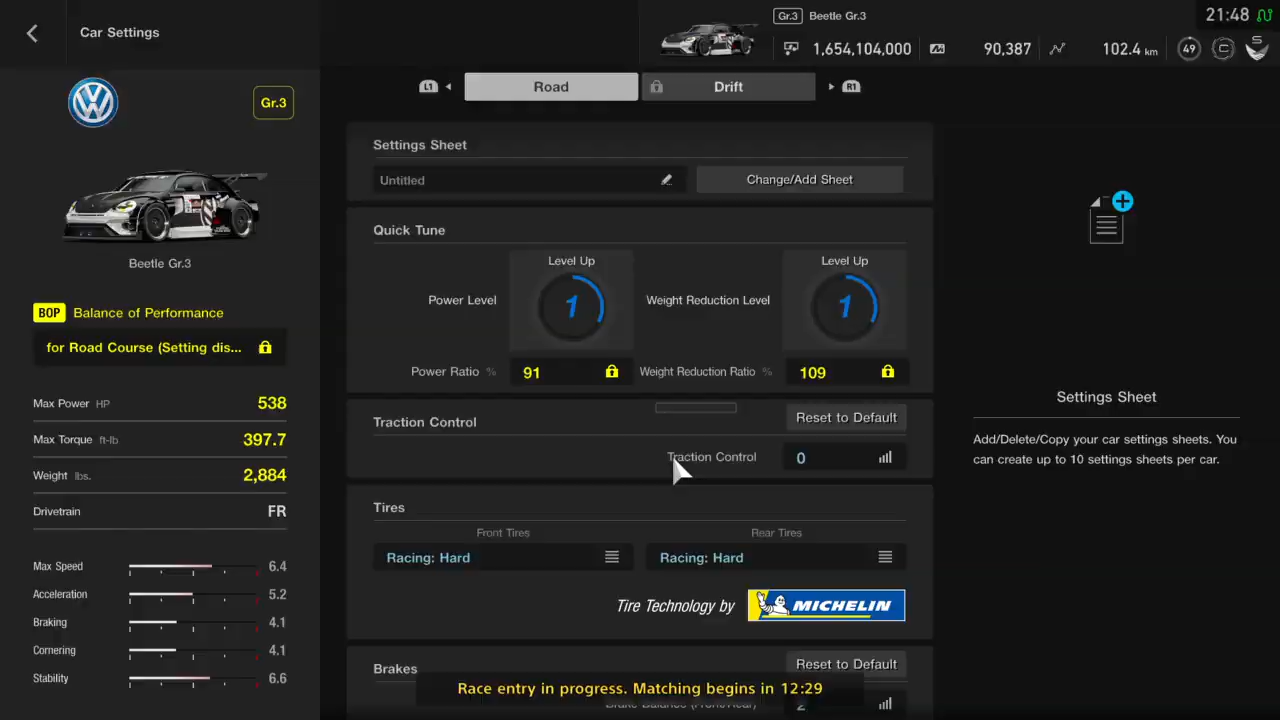 Car Settings
Gr.3 Beetle Gr.3
21:48
1,654,104,000 90,387 102.4 km 49 C S
Gr.3
L1 Road Drift R1
Settings Sheet
Untitled Change/Add Sheet
Quick Tune
Level Up Level Up
Power Level 1 Weight Reduction Level 1
Power Ratio % 91 Weight Reduction Ratio % 109
Beetle Gr.3
BOP Balance of Performance
for Road Course (Setting dis...
Max Power HP 538
Max Torque ft-lb 397.7
Weight lbs. 2,884
Drivetrain FR
Max Speed 6.4
Acceleration 5.2
Braking 4.1
Cornering 4.1
Stability 6.6
Traction Control Reset to Default
Traction Control 0
Tires
Front Tires Rear Tires
Racing: Hard Racing: Hard
Tire Technology by MICHELIN
Brakes Reset to Default
Brake Balance (Front/Rear) 2
Race entry in progress. Matching begins in 12:29
Settings Sheet
Add/Delete/Copy your car settings sheets. You
can create up to 10 settings sheets per car.